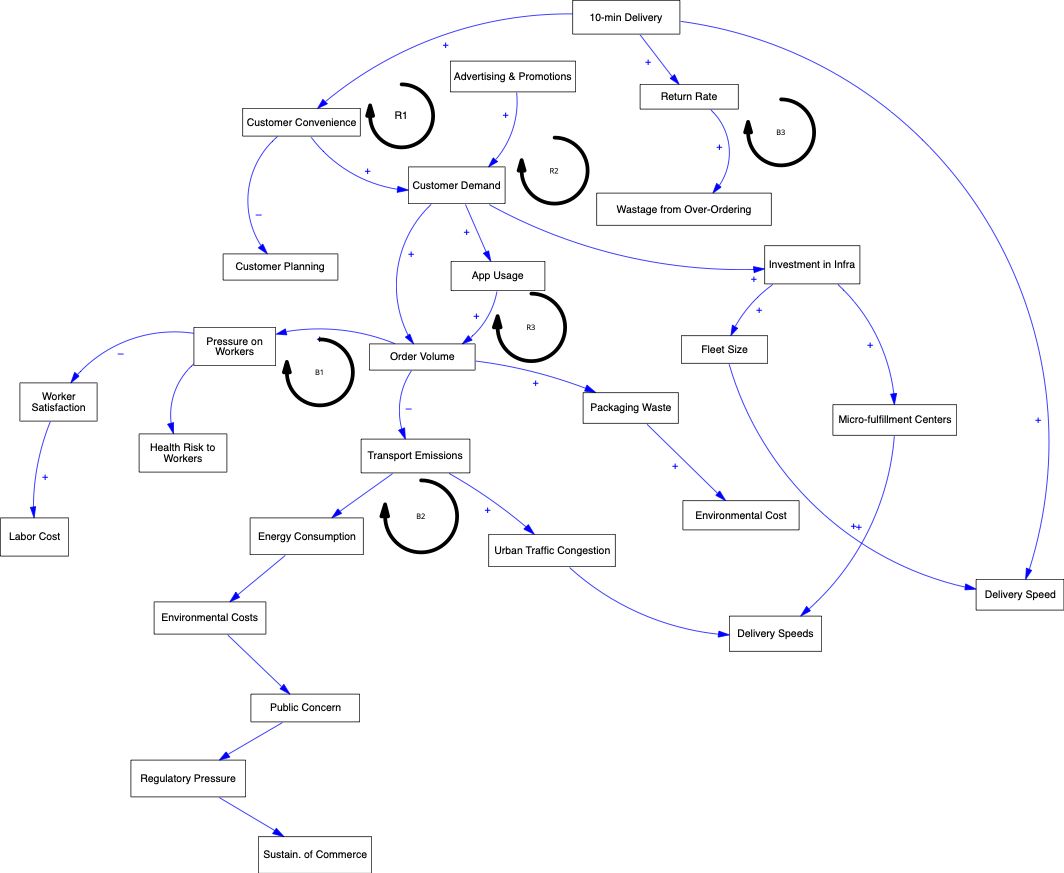 10-min Delivery
+
+
Advertising & Promotions
+
Return Rate
R1
Customer Convenience
+
B3
+
+
R2
Customer Demand
–
Wastage from Over-Ordering
+
+
Customer Planning
App Usage
Investment in Infra
+
+
+
R3
+
Pressure on
Workers
+
–
Order Volume
Fleet Size
B1
+
Worker
Satisfaction
–
Packaging Waste
Micro-fulfillment Centers
+
Health Risk to
Workers
Transport Emissions
+
+
+
B2
Environmental Cost
++
Labor Cost
Energy Consumption
Urban Traffic Congestion
Delivery Speed
Environmental Costs
Delivery Speeds
Public Concern
Regulatory Pressure
Sustain. of Commerce